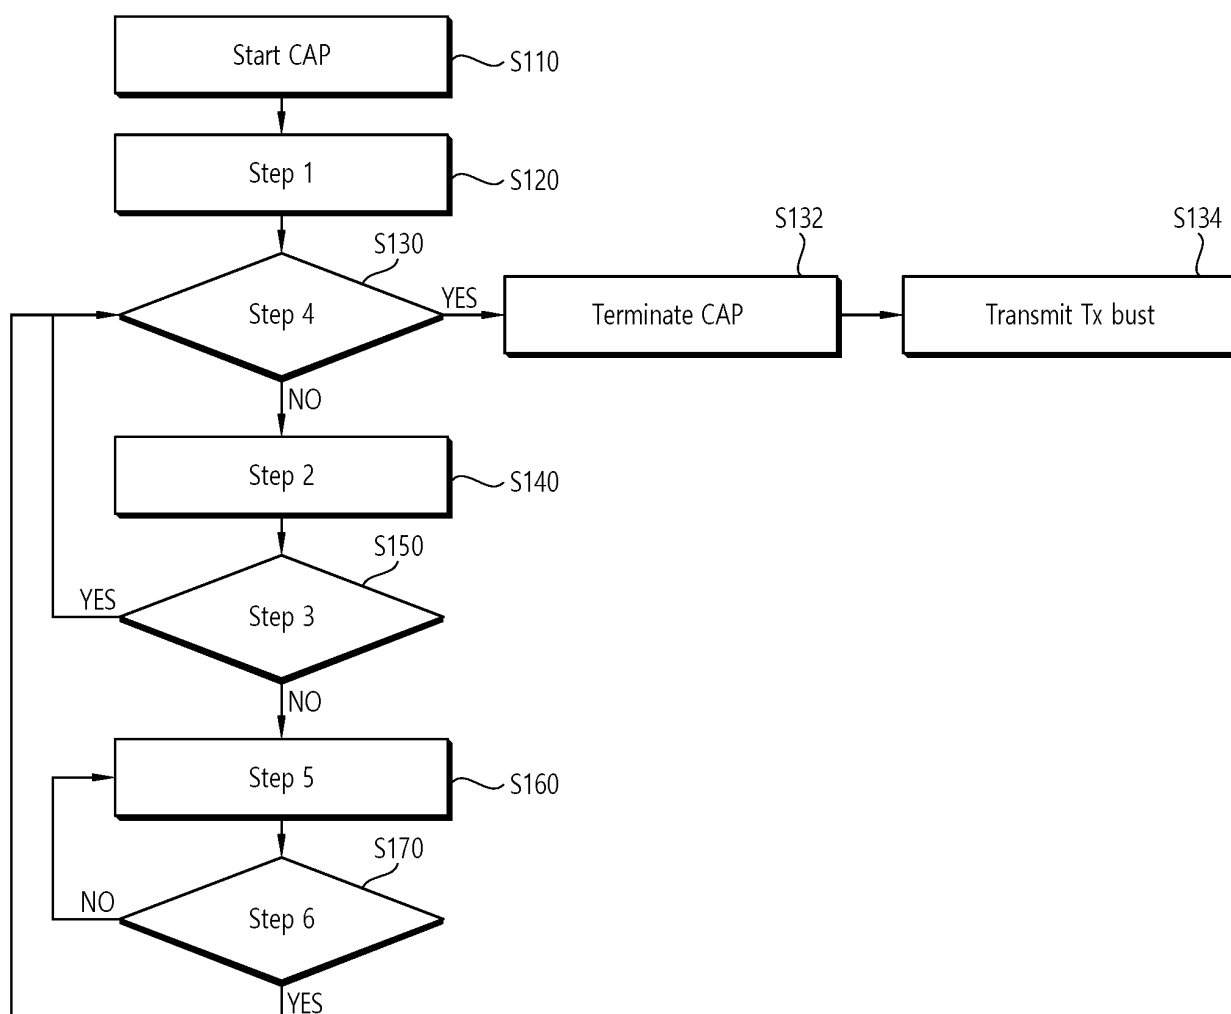 Start CAP
S110
Step 1
S120
S130
Step 4
YES
S132
Terminate CAP
S134
Transmit Tx bust
NO
Step 2
S140
S150
YES
Step 3
NO
Step 5
S160
S170
NO
Step 6
YES